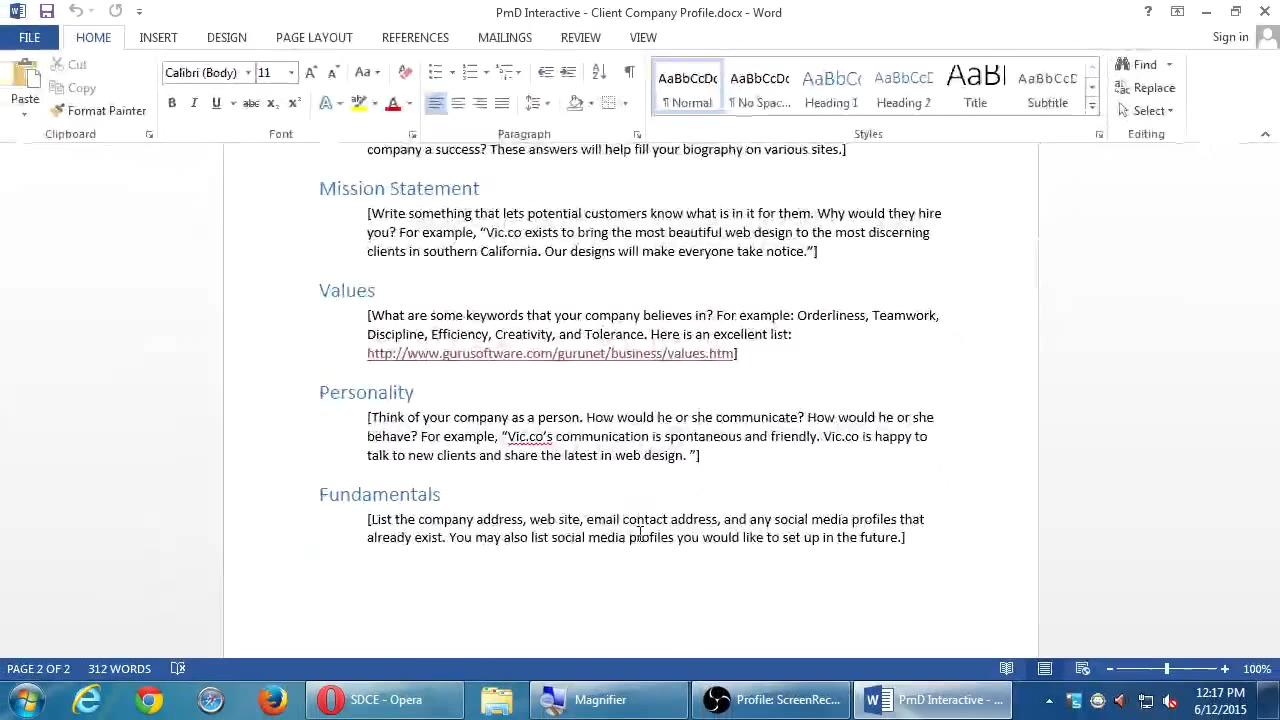 PmD Interactive - Client Company Profile.docx - Word
FILE HOME INSERT DESIGN PAGE LAYOUT REFERENCES MAILINGS REVIEW VIEW Sign in
Cut
Copy
Format Painter
Paste
Clipboard
Calibri (Body) 11
Font
Paragraph
AaBbCcDc AaBbCcDc AaBbCc AaBbCcD AaBl AaBbCcD
¶ Normal ¶ No Spac... Heading 1 Heading 2 Title Subtitle
Styles
Find
Replace
Select
Editing
company a success? These answers will help fill your biography on various sites.]
Mission Statement
[Write something that lets potential customers know what is in it for them. Why would they hire
you? For example, “Vic.co exists to bring the most beautiful web design to the most discerning
clients in southern California. Our designs will make everyone take notice.”]
Values
[What are some keywords that your company believes in? For example: Orderliness, Teamwork,
Discipline, Efficiency, Creativity, and Tolerance. Here is an excellent list:
http://www.gurusoftware.com/gurunet/business/values.htm]
Personality
[Think of your company as a person. How would he or she communicate? How would he or she
behave? For example, “Vic.co’s communication is spontaneous and friendly. Vic.co is happy to
talk to new clients and share the latest in web design. ”]
Fundamentals
[List the company address, web site, email contact address, and any social media profiles that
already exist. You may also list social media profiles you would like to set up in the future.]
PAGE 2 OF 2 312 WORDS 100%
SDCE - Opera Magnifier Profile: ScreenRec... PmD Interactive - ... 12:17 PM
6/12/2015